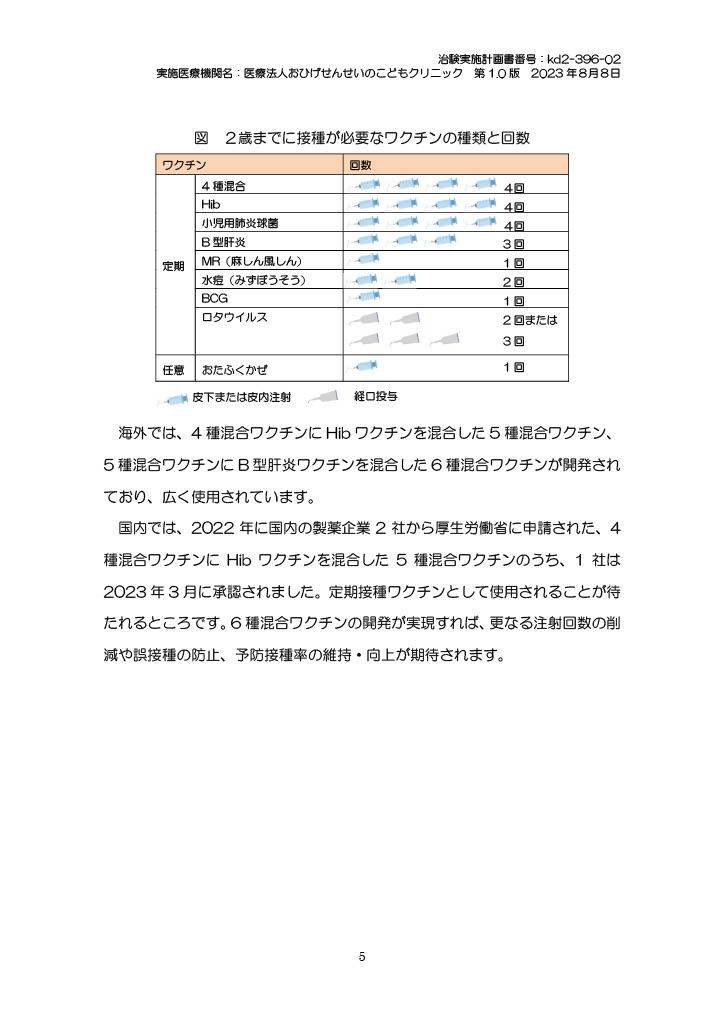 治験実施計画書番号：kd2-396-02
実施医療機関名：医療法人おひげせんせいのこどもクリニック　第 1.0 版　2023 年 8 月 8 日
図　２歳までに接種が必要なワクチンの種類と回数
ワクチン　回数
定期
4 種混合　4 回
Hib　4 回
小児用肺炎球菌　4 回
B 型肝炎　3 回
MR（麻しん風しん）　1 回
水痘（みずぼうそう）　2 回
BCG　1 回
ロタウイルス　2 回または
3 回
任意　おたふくかぜ　1 回
皮下または皮内注射　経口投与
海外では、4 種混合ワクチンに Hib ワクチンを混合した 5 種混合ワクチン、
5 種混合ワクチンに B 型肝炎ワクチンを混合した 6 種混合ワクチンが開発され
ており、広く使用されています。
国内では、2022 年に国内の製薬企業 2 社から厚生労働省に申請された、4
種混合ワクチンに Hib ワクチンを混合した 5 種混合ワクチンのうち、1 社は
2023 年 3 月に承認されました。定期接種ワクチンとして使用されることが待
たれるところです。6 種混合ワクチンの開発が実現すれば、更なる注射回数の削
減や誤接種の防止、予防接種率の維持・向上が期待されます。
5